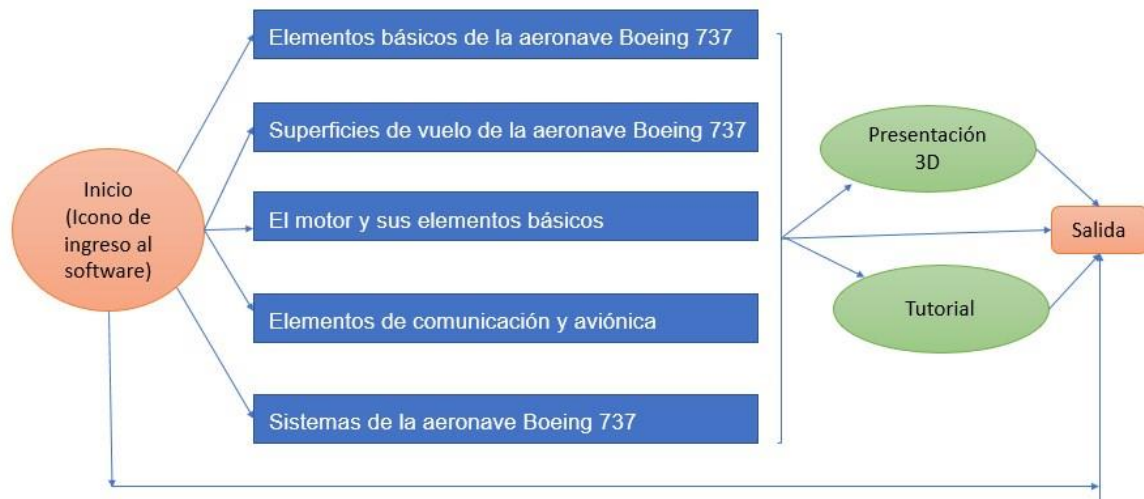 Inicio
(Icono de
ingreso al
software)
Elementos básicos de la aeronave Boeing 737
Superficies de vuelo de la aeronave Boeing 737
El motor y sus elementos básicos
Elementos de comunicación y aviónica
Sistemas de la aeronave Boeing 737
Presentación
3D
Tutorial
Salida